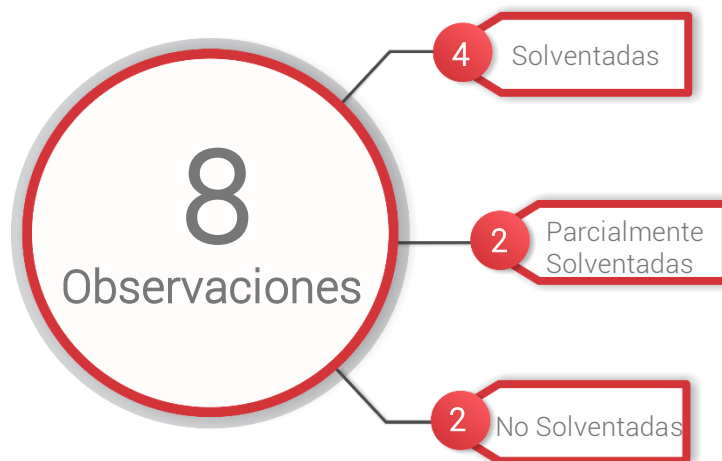 8
Observaciones
4
Solventadas
2
Parcialmente
Solventadas
2
No Solventadas